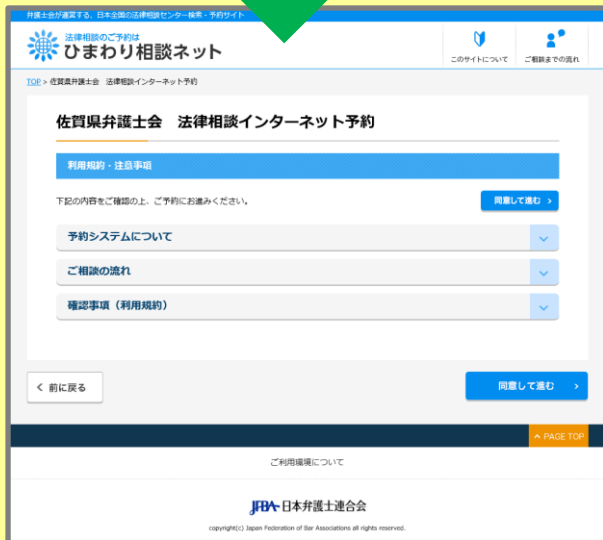 弁護士会が運営する、日本全国の法律相談センター検索・予約サイト
法律相談のご予約は
ひまわり相談ネット
このサイトについて
ご相談までの流れ
TOP > 佐賀県弁護士会 法律相談インターネット予約
佐賀県弁護士会 法律相談インターネット予約
利用規約・注意事項
下記の内容をご確認の上、ご予約にお進みください。
同意して進む
予約システムについて
ご相談の流れ
確認事項（利用規約）
前に戻る
同意して進む
PAGE TOP
ご利用環境について
JFBA 日本弁護士連合会
copyright(c) Japan Federation of Bar Associations all rights reserved.